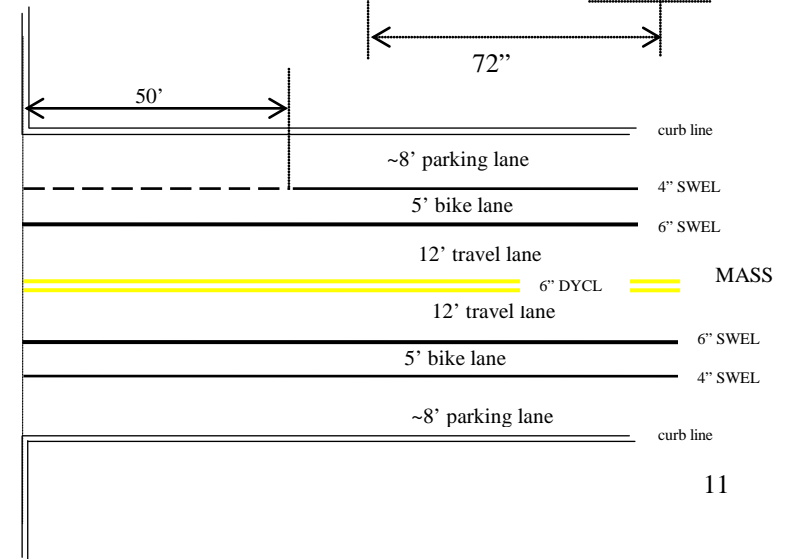 72”
50’
curb line
~8’ parking lane
4” SWEL
5’ bike lane
6” SWEL
12’ travel lane
MASS
6” DYCL
12’ travel lane
6” SWEL
5’ bike lane
4” SWEL
~8’ parking lane
curb line
11